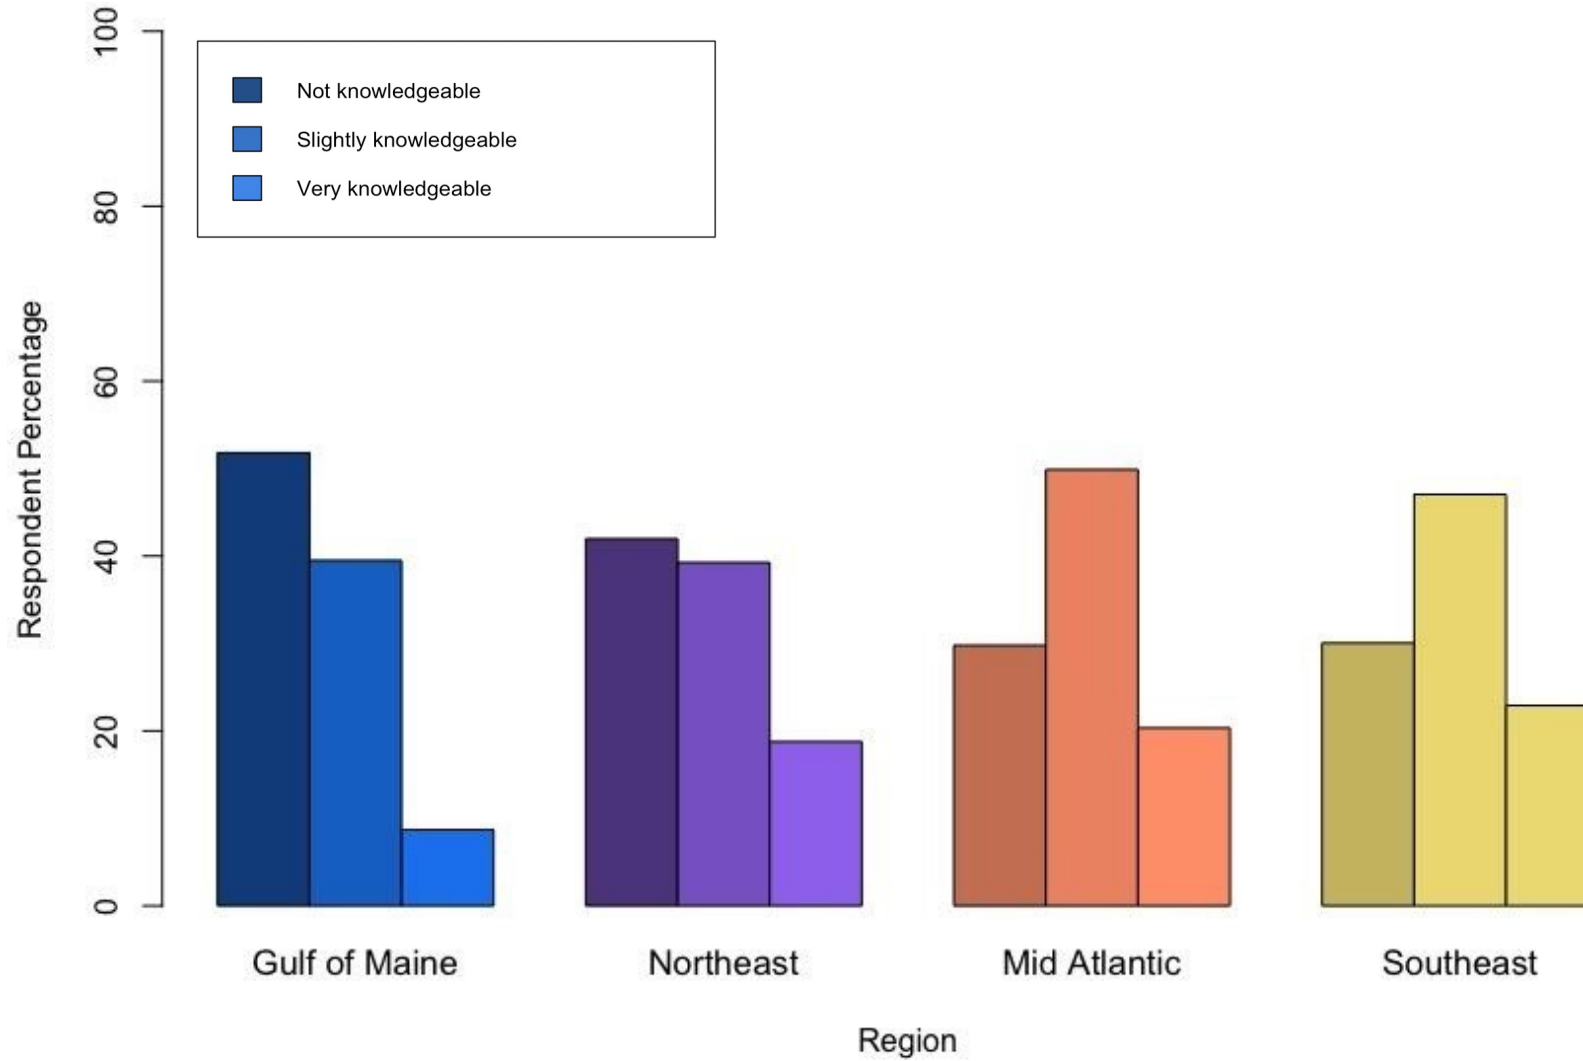 100
80
60
40
20
0
Respondent Percentage
Not knowledgeable
Slightly knowledgeable
Very knowledgeable
Gulf of Maine
Northeast
Mid Atlantic
Southeast
Region